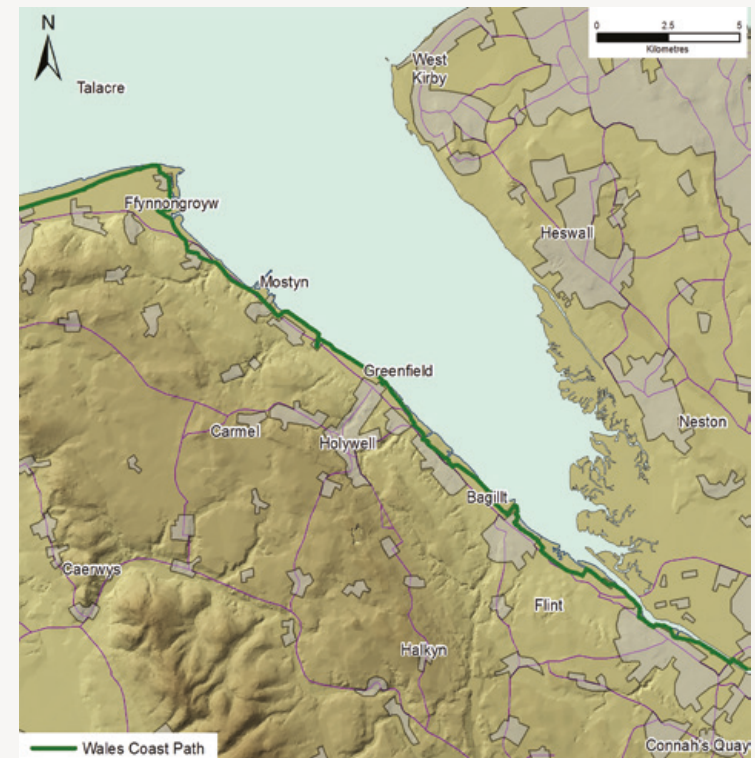 N
0 2.5 5
Kilometres
Talacre
West
Kirby
Ffynnongroyw
Heswall
Mostyn
Greenfield
Neston
Carmel
Holywell
Bagillt
Caerwys
Flint
Halkyn
Connah's Quay
Wales Coast Path